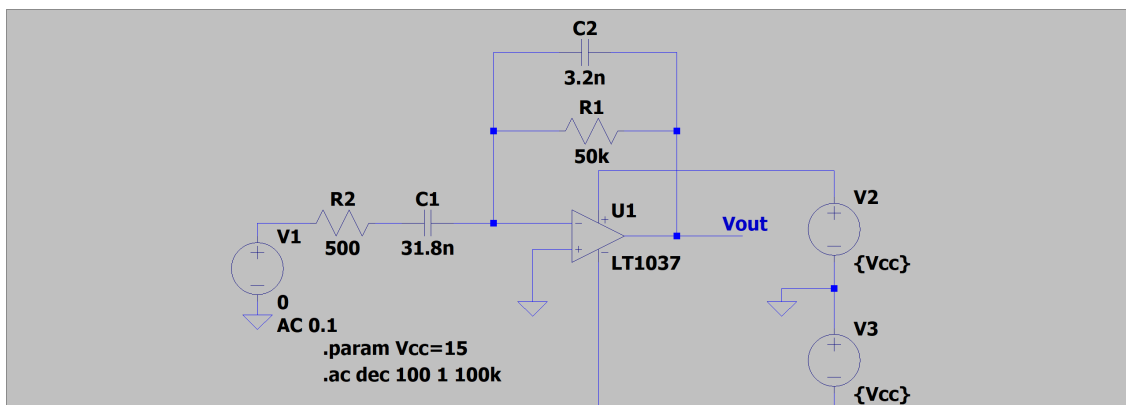 C2
3.2n
R1
50k
R2
500
C1
31.8n
U1
LT1037
Vout
V1
0
AC 0.1
V2
{Vcc}
V3
{Vcc}
.param Vcc=15
.ac dec 100 1 100k